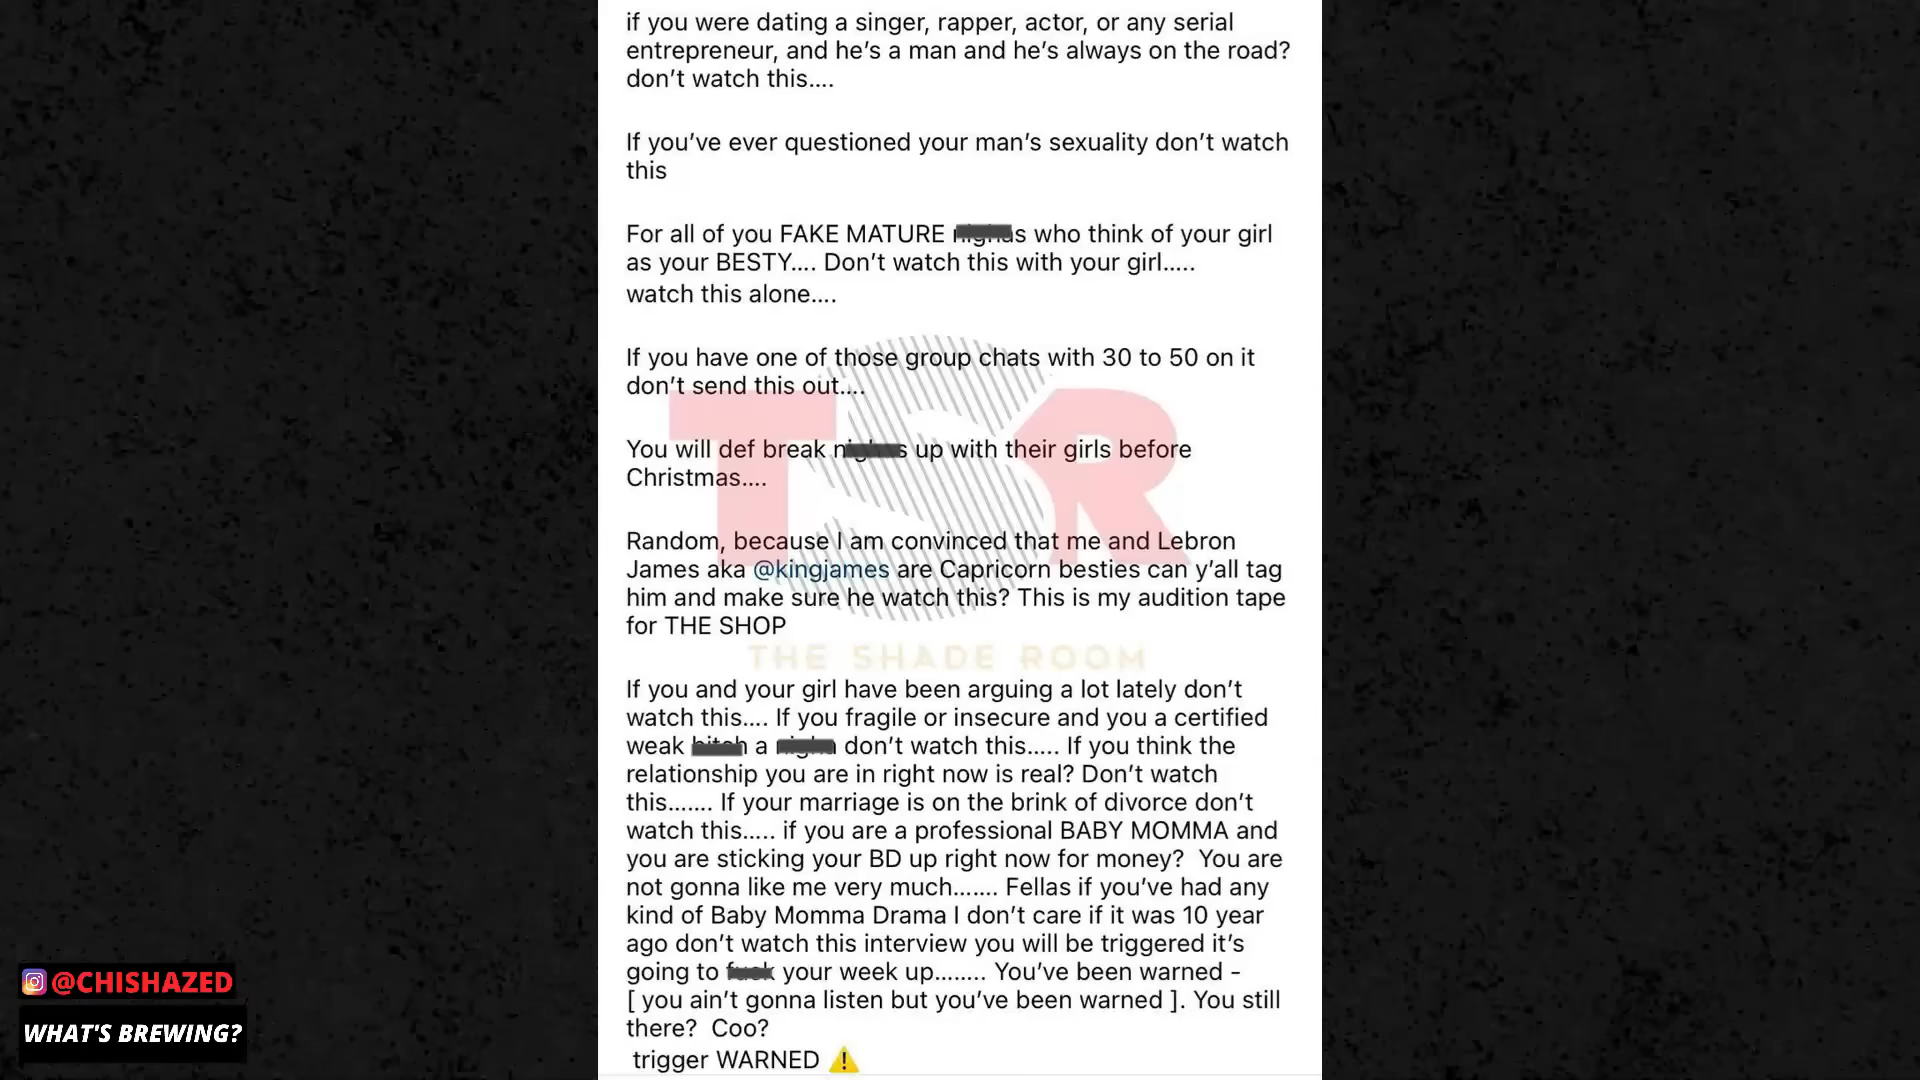 if you were dating a singer, rapper, actor, or any serial
entrepreneur, and he’s a man and he’s always on the road?
don’t watch this....
If you’ve ever questioned your man’s sexuality don’t watch
this
For all of you FAKE MATURE who think of your girl
as your BESTY.... Don’t watch this with your girl.....
watch this alone....
If you have one of those group chats with 30 to 50 on it
don’t send this out....
You will def break up with their girls before
Christmas....
Random, because I am convinced that me and Lebron
James aka @kingjames are Capricorn besties can y’all tag
him and make sure he watch this? This is my audition tape
for THE SHOP
If you and your girl have been arguing a lot lately don’t
watch this.... If you fragile or insecure and you a certified
weak a don’t watch this..... If you think the
relationship you are in right now is real? Don’t watch
this....... If your marriage is on the brink of divorce don’t
watch this..... if you are a professional BABY MOMMA and
you are sticking your BD up right now for money?  You are
not gonna like me very much....... Fellas if you’ve had any
kind of Baby Momma Drama I don’t care if it was 10 year
ago don’t watch this interview you will be triggered it’s
going to your week up........ You’ve been warned -
[ you ain’t gonna listen but you’ve been warned ]. You still
there?  Coo?
trigger WARNED ⚠️
TSR
THE SHADE ROOM
@CHISHAZED
WHAT'S BREWING?